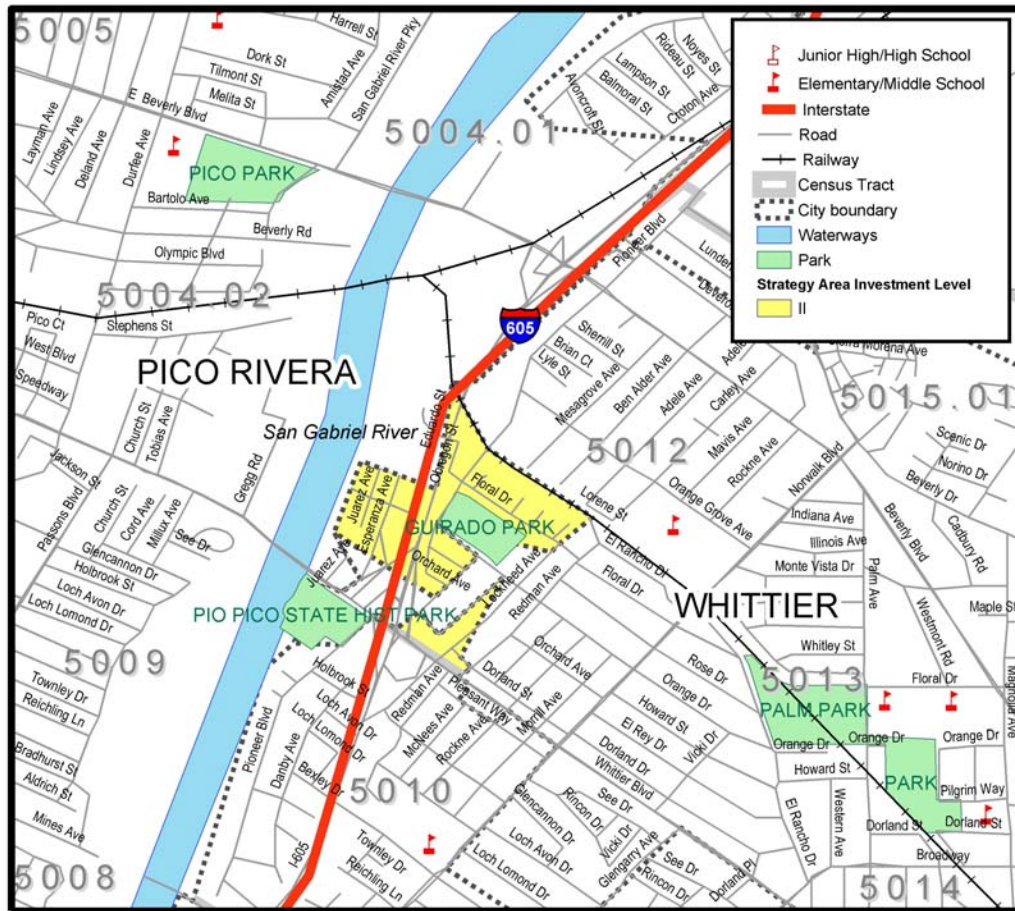 5005
Harrell St
Dork St
Tilmont St
Melita St
Amistad Ave
San Gabriel River Pky
E Beverly Blvd
Layman Ave
Lindsey Ave
Deland Ave
Durfee Ave
PICO PARK
Bartolo Ave
Beverly Rd
Olympic Blvd
5004.01
5004.02
Noyes St
Rideau St
Lampson St
Balmoral St
Aroncroft St
Croton Ave
Junior High/High School
Elementary/Middle School
Interstate
Road
Railway
Census Tract
City boundary
Waterways
Park
Strategy Area Investment Level
II
Pioneer Blvd
Pico Ct
West Blvd
Speedway
Stephens St
PICO RIVERA
605
Sherrill St
Brian Ct
Lyle St
Mesagrove Ave
Ben Alder Ave
Adele Ave
Carley Ave
Mavis Ave
Rockne Ave
Norwalk Blvd
5015.01
Scenic Dr
Norino Dr
Beverly Dr
Church St
Tobias Ave
San Gabriel River
Edwards St
Obregon St
5012
Gregg Rd
Jackson St
Passons Blvd
Church St
Cord Ave
Millux Ave
See Dr
Juarez Ave
Esperanza Ave
Floral Dr
GUIRADO PARK
Lorene St
Orange Grove Ave
Indiana Ave
Illinois Ave
Monte Vista Dr
Palm Ave
Beverly Blvd
Cadbury Rd
Glencannon Dr
Holbrook St
Loch Avon Dr
Loch Lomond Dr
Juarez Ave
Orchard Ave
Lockheed Ave
Redman Ave
El Rancho Dr
Floral Dr
PIO PICO STATE HIST PARK
WHITTIER
Maple St
Westmont Rd
Whitley St
Magnolia Ave
5009
Townley Dr
Reichling Ln
Holbrook St
Loch Avon Dr
Loch Lomond Dr
Redman Ave
McNees Ave
Rockne Ave
Pleasant Way
Dorland St
Morrill Ave
Orchard Ave
Rose Dr
Orange Dr
Howard St
El Rey Dr
Vicki Dr
5013
Floral Dr
PALM PARK
Orange Dr
Orange Dr
Orange Dr
Bradhurst St
Aldrich St
Mines Ave
Pioneer Blvd
Danby Ave
Bexley Dr
5010
Dorland Dr
Whittier Blvd
See Dr
Howard St
PARK
Pilgrim Way
Glencannon Dr
Rincon Dr
Vicki Dr
Glengarry Ave
El Rancho Dr
Western Ave
Dorland St
Dorland St
Broadway
5008
I-605
Townley Dr
Reichling Ln
Loch Avon Dr
Loch Lomond Dr
See Dr
Rincon Dr
Dorland Pl
5014